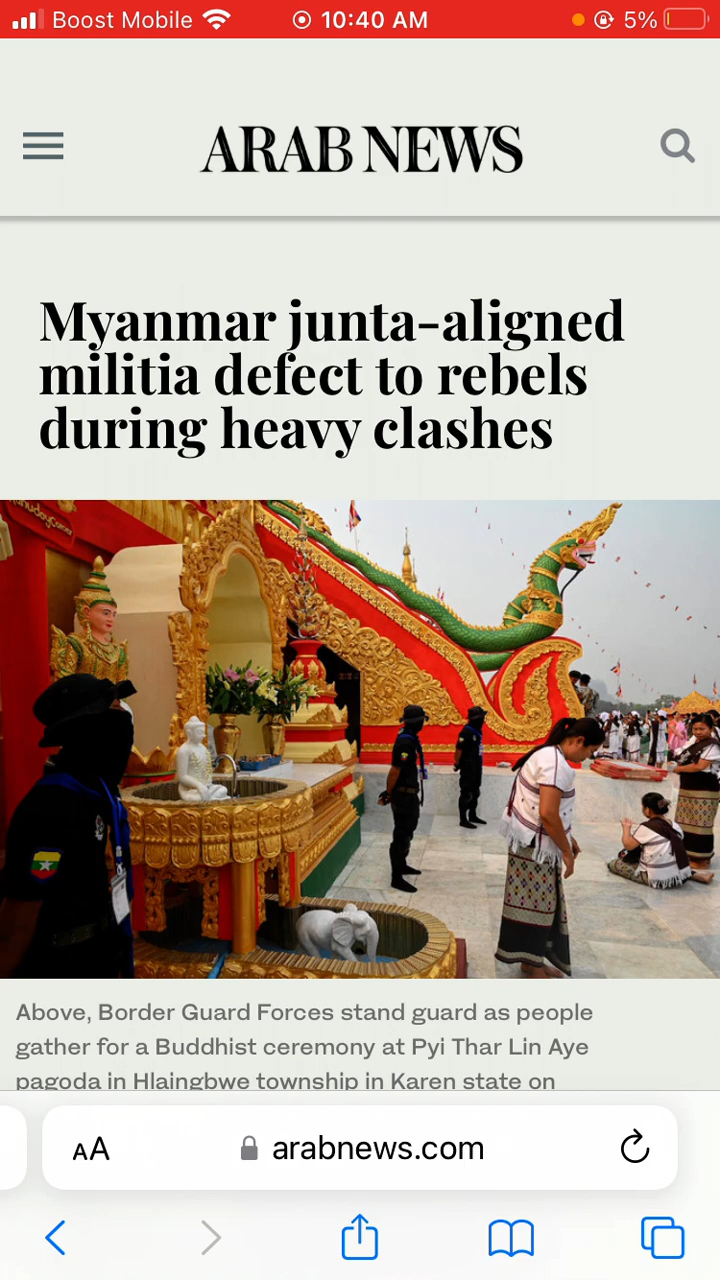 Boost Mobile 10:40 AM 5%
ARAB NEWS
Myanmar junta-aligned
militia defect to rebels
during heavy clashes
Above, Border Guard Forces stand guard as people
gather for a Buddhist ceremony at Pyi Thar Lin Aye
pagoda in Hlaingbwe township in Karen state on
AA arabnews.com